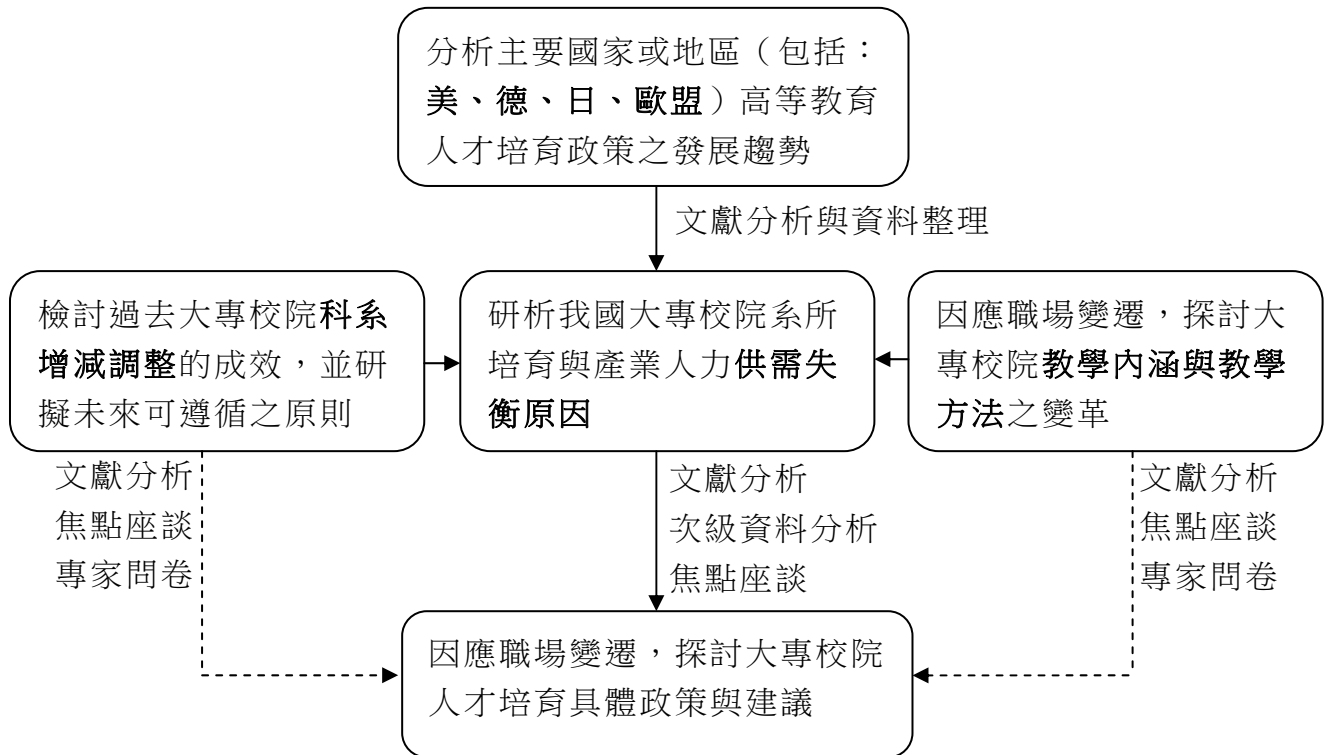 分析主要國家或地區（包括：
美、德、日、歐盟）高等教育
人才培育政策之發展趨勢
文獻分析與資料整理
檢討過去大專校院科系
增減調整的成效，並研
擬未來可遵循之原則
研析我國大專校院系所
培育與產業人力供需失
衡原因
因應職場變遷，探討大
專校院教學內涵與教學
方法之變革
文獻分析
焦點座談
專家問卷
文獻分析
次級資料分析
焦點座談
文獻分析
焦點座談
專家問卷
因應職場變遷，探討大專校院
人才培育具體政策與建議